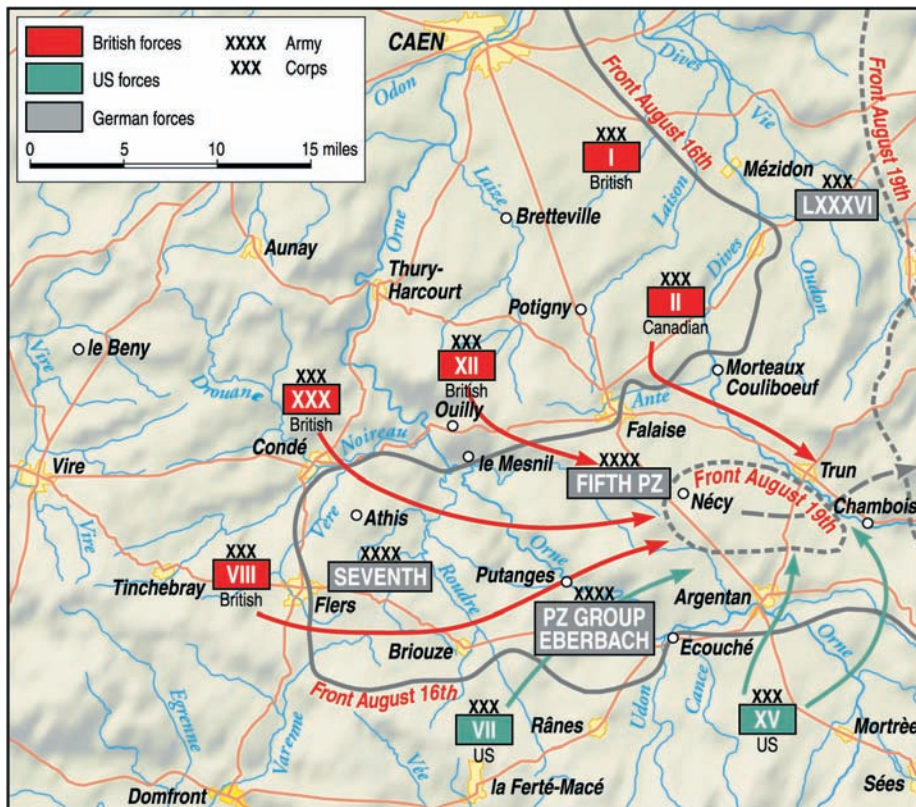 British forces
US forces
German forces
XXXX Army
XXX Corps
0 5 10 15 miles
CAEN
Odon
Dives
Vie
Front August 16th
Front August 19th
XXX
I
British
Mézidon
XXX
LXXXVI
Laize
Laison
Bretteville
Orne
Aunay
Dives
Oudon
Thury-
Harcourt
Potigny
XXX
II
Canadian
Vire
le Beny
XXX
XII
British
Morteaux
Couliboeuf
Drouance
XXX
XXX
British
Ouilly
Ante
Falaise
Condé
Noireau
Vire
le Mesnil
XXXX
FIFTH PZ
Trun
Front August 19th
Nécy
Chambois
Vire
Vere
Athis
Orne
XXX
VIII
British
XXXX
SEVENTH
Tinchebray
Flers
Roudre
Putanges
XXXX
PZ GROUP
EBERBACH
Argentan
Briouze
Ecouché
Orne
Front August 16th
Egrenne
Varenne
XXX
VII
US
Rânes
Udon
Cance
XXX
XV
US
Mortrèe
Vée
la Ferté-Macé
Sées
Domfront